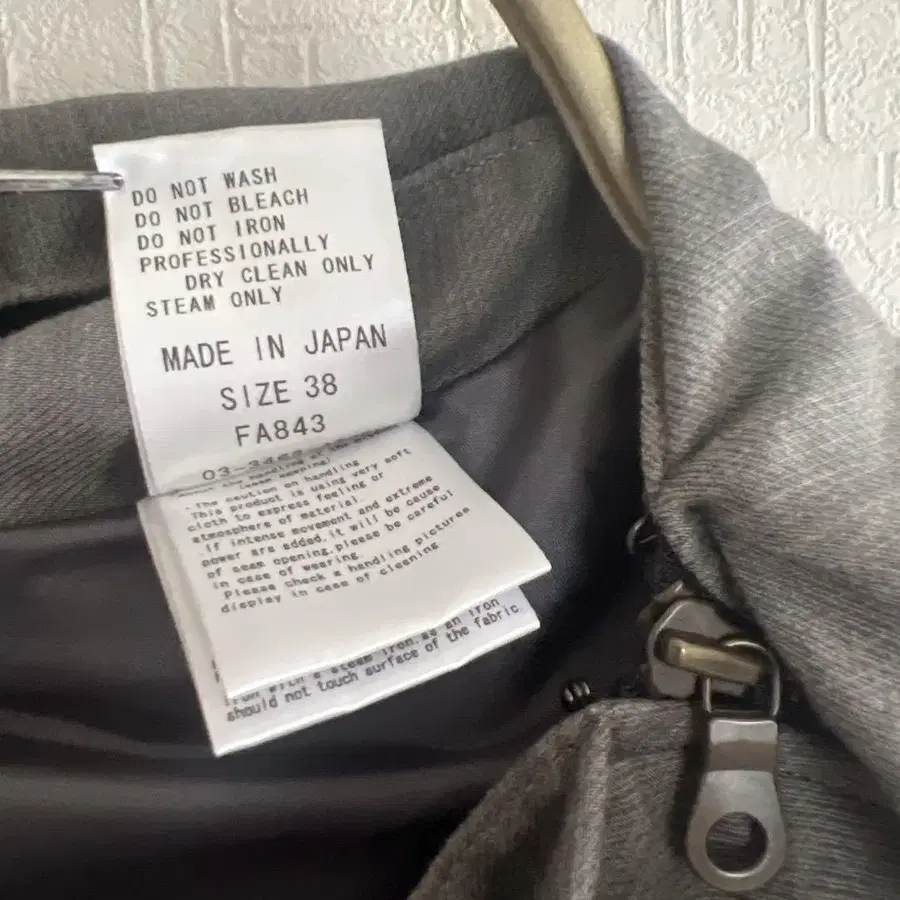 DO NOT WASH
DO NOT BLEACH
DO NOT IRON
PROFESSIONALLY
DRY CLEAN ONLY
STEAM ONLY
MADE IN JAPAN
SIZE 38
FA843
03-346
.The caution on handling
This product is using very soft
cloth to express feeling or
atmosphere of material.
.If intense movement and extreme
power are added, it will be cause
of seam opening, please be careful
in case of wearing.
Please check a handling pictures
display in case of cleaning
iron with a steam iron, as an iron
should not touch surface of the fabric.